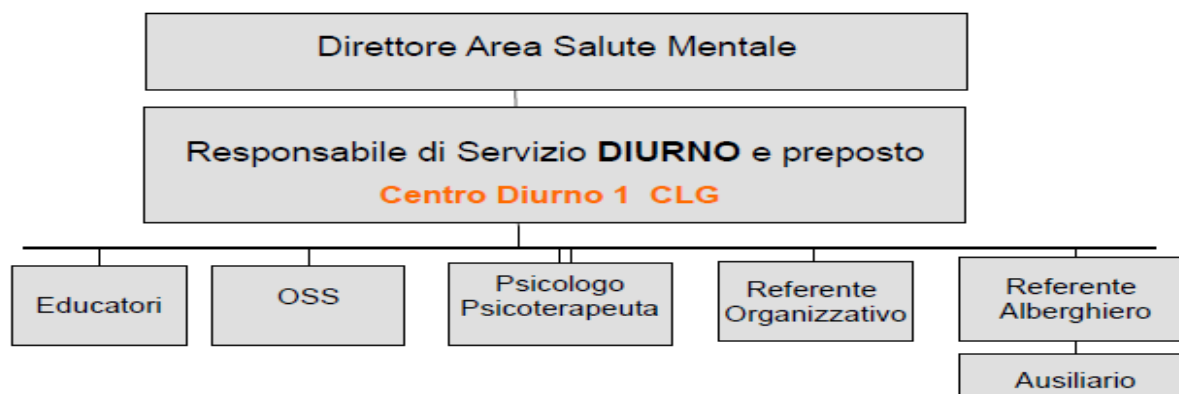 Direttore Area Salute Mentale
Responsabile di Servizio DIURNO e preposto
Centro Diurno 1 CLG
Educatori
OSS
Psicologo
Psicoterapeuta
Referente
Organizzativo
Referente
Alberghiero
Ausiliario